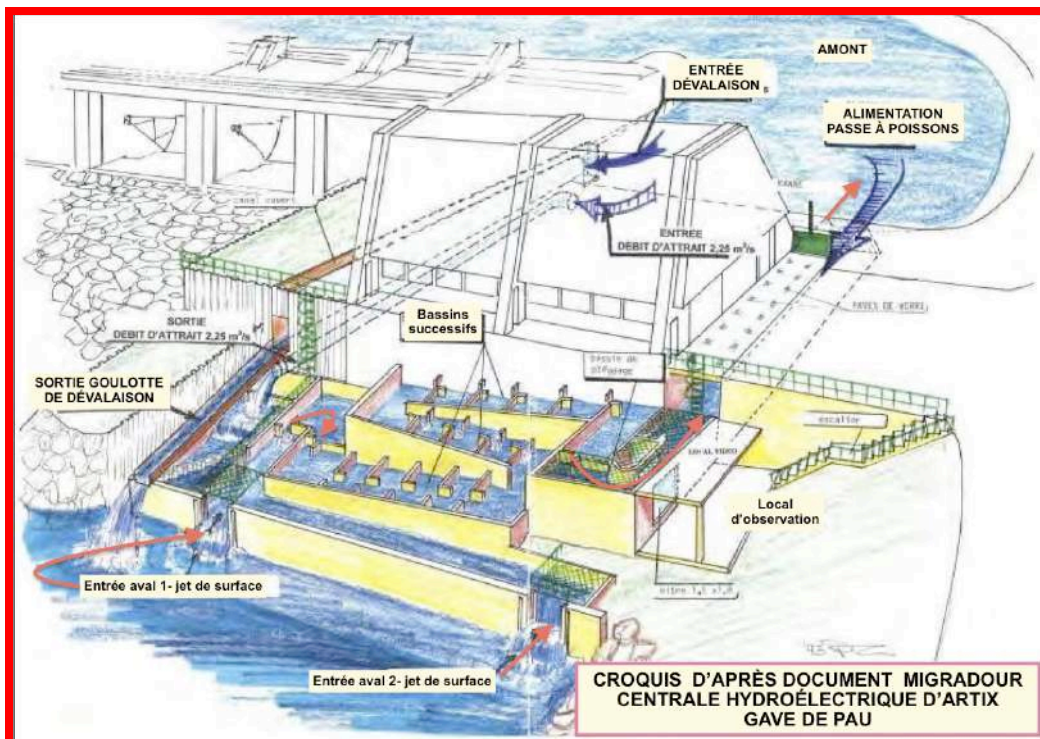 AMONT
ENTRÉE
DÉVALAISON
ALIMENTATION
PASSE À POISSONS
ENTRÉE
DEBIT D'ATTRAIT 2,25 m³/s
PAVES DE VERRE
SORTIE
DEBIT D'ATTRAIT 2,25 m³/s
Bassins
successifs
SORTIE GOULOTTE
DE DÉVALAISON
escalier
LOCAL VIDEO
Local
d'observation
Entrée aval 1- jet de surface
Entrée aval 2- jet de surface
CROQUIS D'APRÈS DOCUMENT MIGRADOUR
CENTRALE HYDROÉLECTRIQUE D'ARTIX
GAVE DE PAU